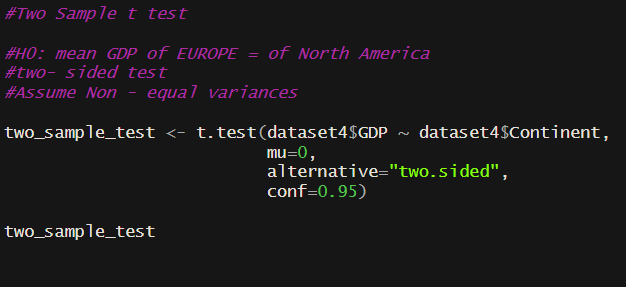 #Two Sample t test
#H0: mean GDP of EUROPE = of North America
#two- sided test
#Assume Non - equal variances
two_sample_test <- t.test(dataset4$GDP ~ dataset4$Continent,
mu=0,
alternative="two.sided",
conf=0.95)
two_sample_test